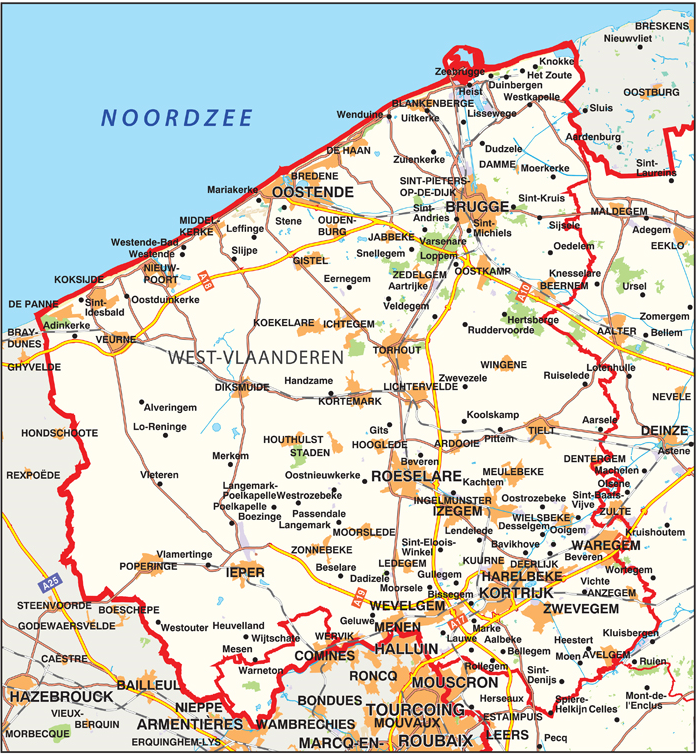 BRESKENS
Nieuwvliet
Knokke
Zeebrugge
Het Zoute
Duinbergen
Heist
OOSTBURG
Westkapelle
BLANKENBERGE
Sluis
NOORDZEE
Wenduine
Uitkerke
Lissewege
Aardenburg
DE HAAN
Zuienkerke
Dudzele
DAMME
Moerkerke
Sint-
Laureins
BREDENE
SINT-PIETERS-
OP-DE-DIJK
Mariakerke
OOSTENDE
BRUGGE
Sint-Kruis
MALDEGEM
Stene
Sint-
Andries
MIDDEL-
KERKE
OUDEN-
BURG
Sint-
Michiels
Sijsele
Adegem
Leffinge
JABBEKE
Varsenare
Westende-Bad
Westende
Slijpe
Snellegem
Loppem
Oedelem
EEKLO
NIEUW-
POORT
GISTEL
ZEDELGEM
OOSTKAMP
Knesselare
KOKSIJDE
A18
Eernegem
Aartrijke
BEERNEM
Ursel
A10
DE PANNE
Sint-
Idesbald
Oostduinkerke
Veldegem
Hertsberge
Zomergem
Adinkerke
KOEKELARE
ICHTEGEM
Ruddervoorde
AALTER
Bellem
BRAY-
DUNES
VEURNE
WEST-VLAANDEREN
TORHOUT
GHYVELDE
WINGENE
Lotenhulle
Handzame
Zwevezele
Ruiselede
DIKSMUIDE
LICHTERVELDE
NEVELE
KORTEMARK
Alveringem
Koolskamp
Aarsele
Lo-Reninge
Gits
HONDSCHOOTE
HOUTHULST
HOOGLEDE
ARDOOIE
Pittem
TIELT
DEINZE
STADEN
Astene
Merkem
Beveren
DENTERGEM
REXPOËDE
Vleteren
Oostnieuwkerke
ROESELARE
MEULEBEKE
Machelen
Kachtem
Olsen
Langemark-
Poelkapelle
Westrozebeke
INGELMUNSTER
Oostrozebeke
Sint-Baafs-
Vijve
Poelkapelle
Passendale
IZEGEM
WIELSBEKE
ZULTE
Boezinge
Langemark
Desselgem
MOORSLEDE
Lendelede
Ooigem
Kruishoutem
Sint-Eloois-
Winkel
Bavikhove
WAREGEM
Vlamertinge
ZONNEBEKE
KUURNE
DEERLIJK
Beveren
POPERINGE
IEPER
Beselare
LEDEGEM
HARELBEKE
Wortegem
Dadizele
Gullegem
A25
Moorsele
Bissegem
KORTRIJK
Vichte
A19
ANZEGEM
STEENVOORDE
BOESCHEPE
WEVELGEM
ZWEVEGEM
GODEWAERSVELDE
Westouter
Heuvelland
Geluwe
MENEN
A17
Marke
Kluisbergen
Wijtschate
WERVIK
Lauwe
Aalbeke
Heestert
Mesen
HALLUIN
Bellegem
Moen
AVELGEM
CAËSTRE
COMINES
Ruien
Warneton
Rollegem
Sint-
Denijs
BAILLEUL
RONCQ
MOUSCRON
HAZEBROUCK
BONDUES
Herseaux
Spiere-
Helkijn
Celles
Mont-de-
l'Enclus
NIEPPE
TOURCOING
VIEUX-
BERQUIN
ARMENTIÈRES
WAMBRECHIES
MOUVAUX
ESTAIMPUIS
MORBECQUE
LEERS
ERQUINGHEM-LYS
MARCQ-EN-
ROUBAIX
Pecq